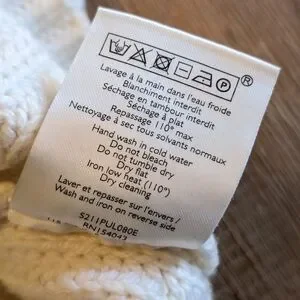 P
®
Lavage à la main dans l'eau froide
Blanchiment interdit
Séchage en tambour interdit
Séchage à plat
Repassage 110° max
Nettoyage à sec tous solvants normaux
Hand wash in cold water
Do not bleach
Do not tumble dry
Dry flat
Iron low heat (110°)
Dry cleaning
Laver et repasser sur l'envers /
Wash and iron on reverse side
S211PUL080E
RN154043